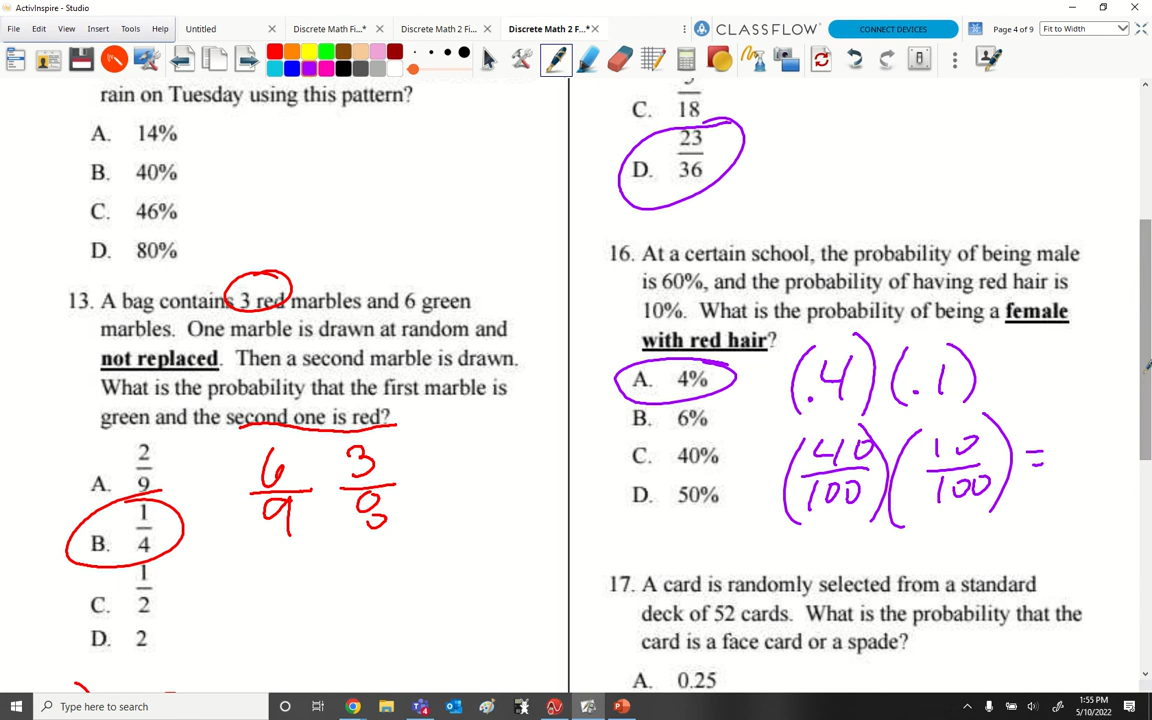 ActivInspire - Studio
File Edit View Insert Tools Help
Untitled
Discrete Math Fi...*
Discrete Math 2 F...
Discrete Math 2 F...*
CLASSFLOW
CONNECT DEVICES
Page 4 of 9
Fit to Width
rain on Tuesday using this pattern?
A. 14%
B. 40%
C. 46%
D. 80%
13. A bag contains 3 red marbles and 6 green
marbles. One marble is drawn at random and
not replaced. Then a second marble is drawn.
What is the probability that the first marble is
green and the second one is red?
A. 2/9
B. 1/4
C. 1/2
D. 2
6/9 3/8
C. 18
D. 23/36
16. At a certain school, the probability of being male
is 60%, and the probability of having red hair is
10%. What is the probability of being a female
with red hair?
A. 4%
B. 6%
C. 40%
D. 50%
(.4)(.1)
(40/100)(10/100) =
17. A card is randomly selected from a standard
deck of 52 cards. What is the probability that the
card is a face card or a spade?
A. 0.25
Type here to search
1:55 PM
5/10/2022